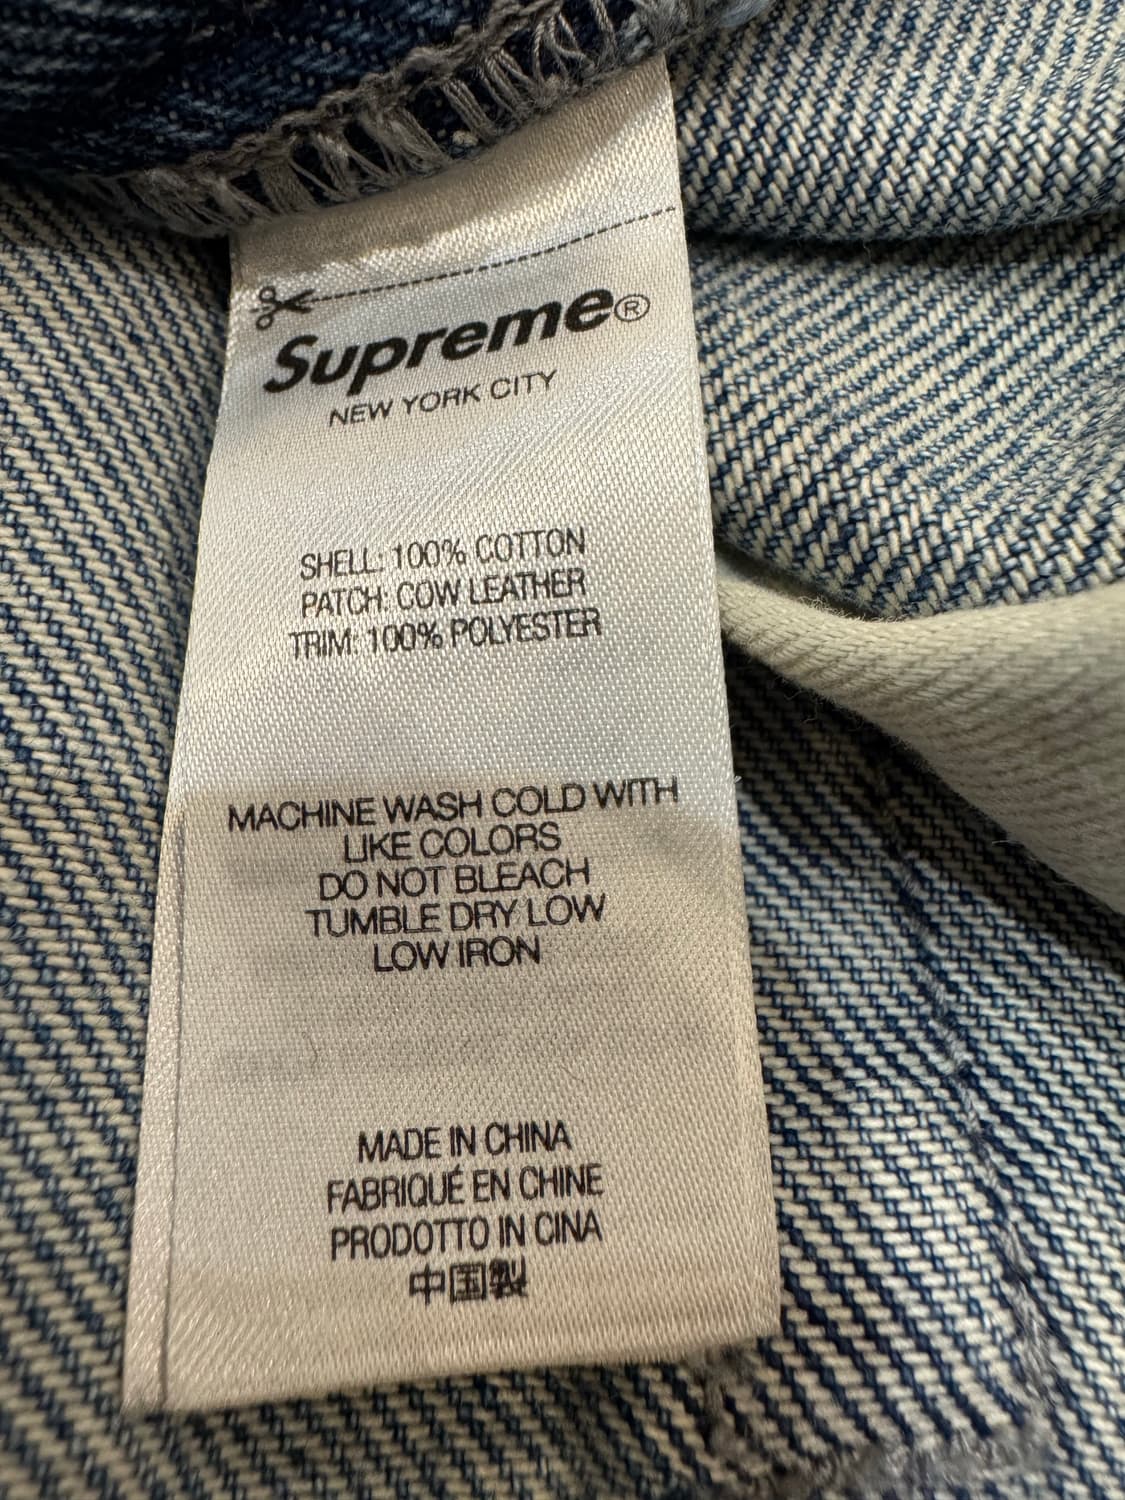 Supreme®
NEW YORK CITY
SHELL: 100% COTTON
PATCH: COW LEATHER
TRIM: 100% POLYESTER
MACHINE WASH COLD WITH
LIKE COLORS
DO NOT BLEACH
TUMBLE DRY LOW
LOW IRON
MADE IN CHINA
FABRIQUÉ EN CHINE
PRODOTTO IN CINA
中国製